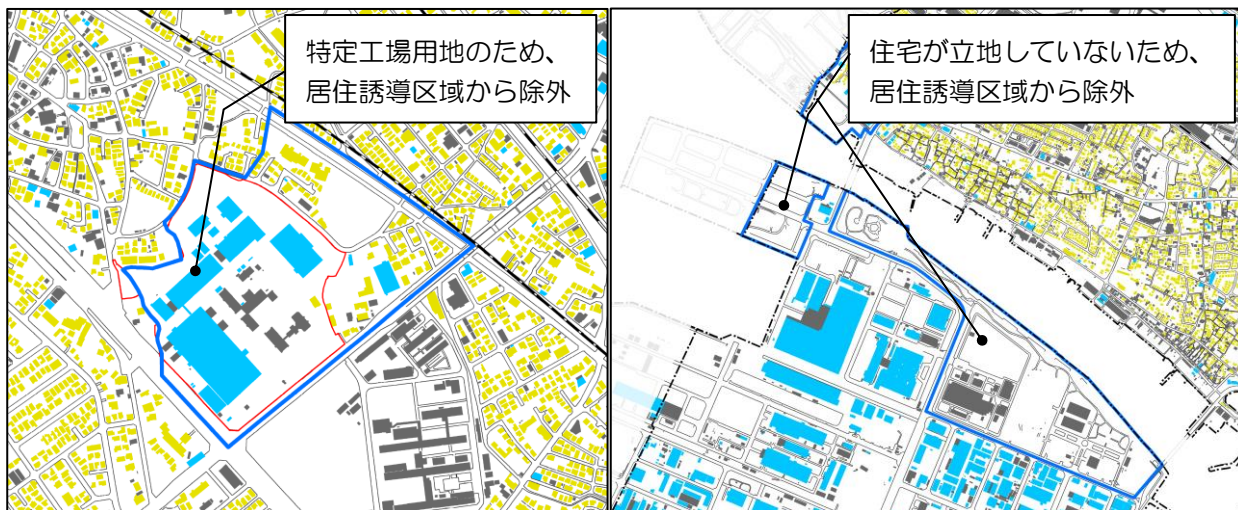 特定工場用地のため、
居住誘導区域から除外
住宅が立地していないため、
居住誘導区域から除外